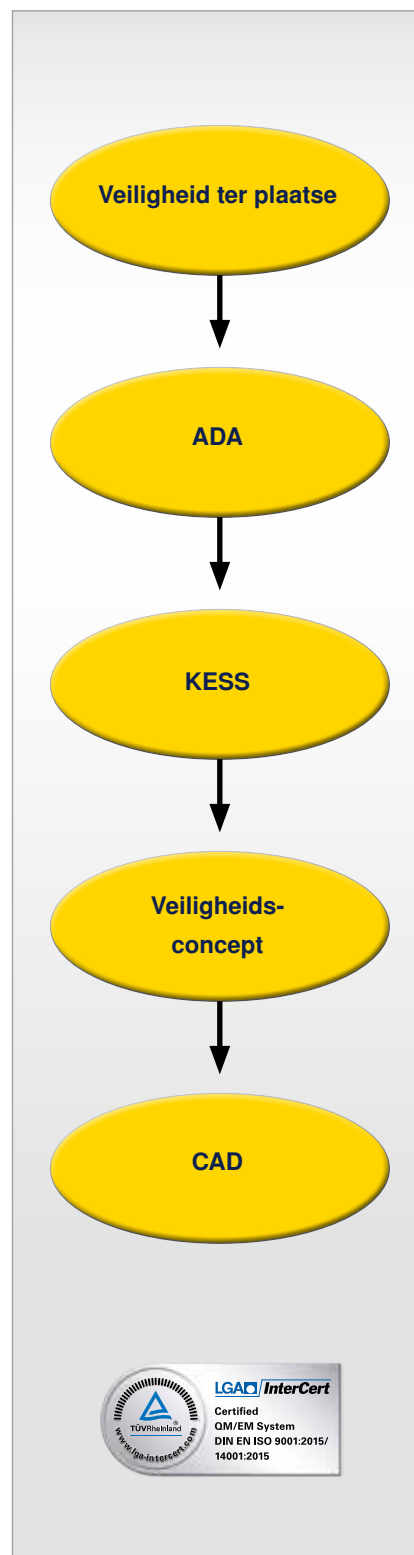 Veiligheid ter plaatse
ADA
KESS
Veiligheids-
concept
CAD
TÜVRheinland
®
www.lga-intercert.com
LGA InterCert
Certified
QM/EM System
DIN EN ISO 9001:2015/
14001:2015